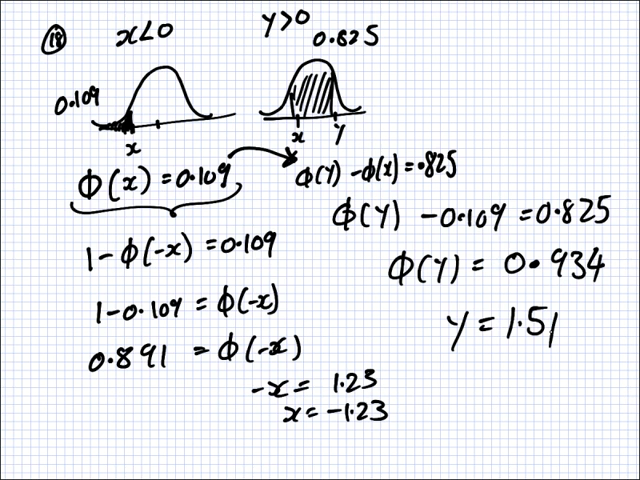 18
x<0
y>0
0.825
0.109
x
x y
ϕ(x) = 0.109
ϕ(y) - ϕ(x) = .825
ϕ(y) - 0.109 = 0.825
1 - ϕ(-x) = 0.109
ϕ(y) = 0.934
1 - 0.109 = ϕ(-x)
y = 1.51
0.891 = ϕ(-x)
-x = 1.23
x = -1.23